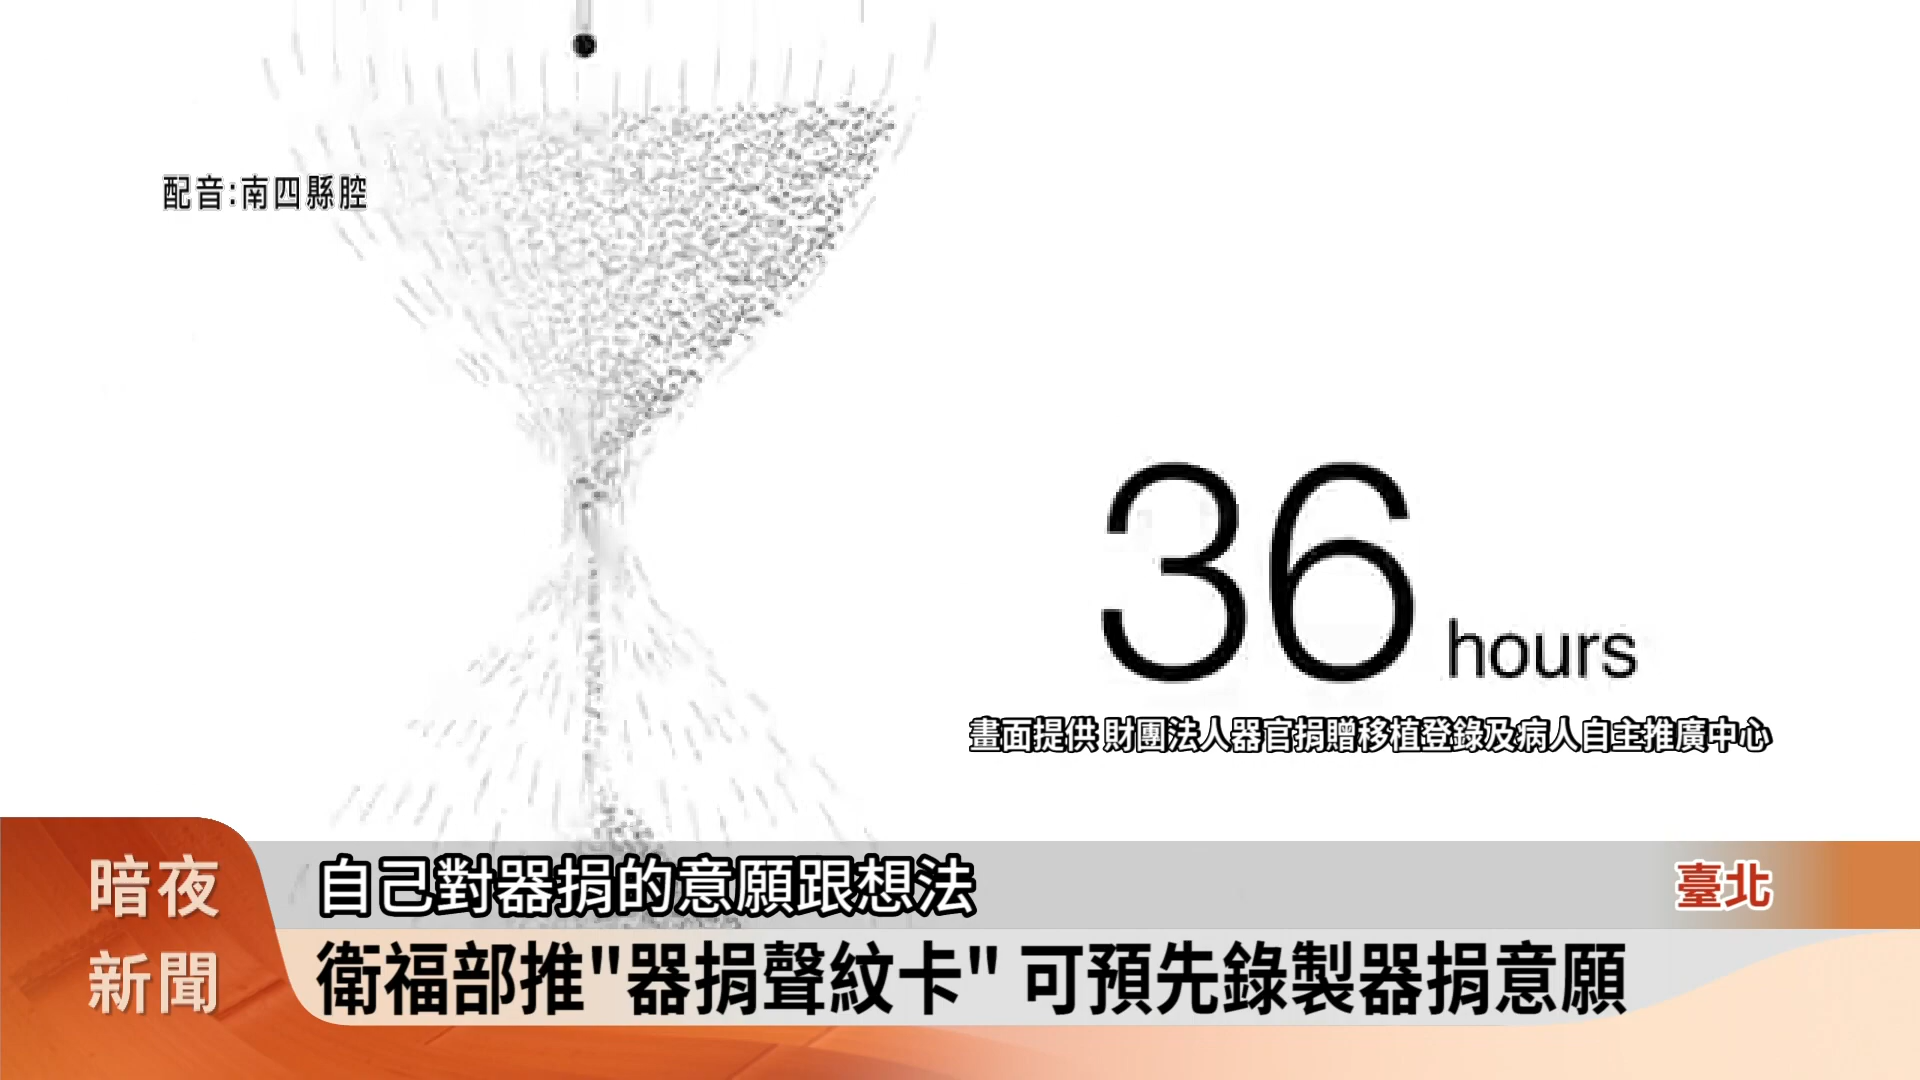 配音:南四縣腔
36 hours
畫面提供 財團法人器官捐贈移植登錄及病人自主推廣中心
暗夜
新聞
自己對器捐的意願跟想法
臺北
衛福部推"器捐聲紋卡" 可預先錄製器捐意願